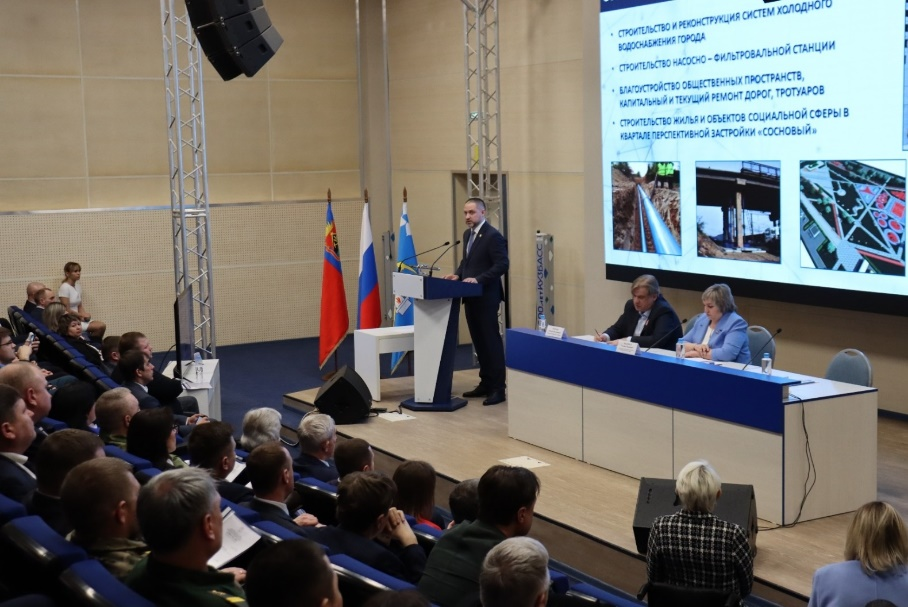 • СТРОИТЕЛЬСТВО И РЕКОНСТРУКЦИЯ СИСТЕМ ХОЛОДНОГО
ВОДОСНАБЖЕНИЯ ГОРОДА
• СТРОИТЕЛЬСТВО НАСОСНО – ФИЛЬТРОВАЛЬНОЙ СТАНЦИИ
• БЛАГОУСТРОЙСТВО ОБЩЕСТВЕННЫХ ПРОСТРАНСТВ,
КАПИТАЛЬНЫЙ И ТЕКУЩИЙ РЕМОНТ ДОРОГ, ТРОТУАРОВ
• СТРОИТЕЛЬСТВО ЖИЛЬЯ И ОБЪЕКТОВ СОЦИАЛЬНОЙ СФЕРЫ В
КВАРТАЛЕ ПЕРСПЕКТИВНОЙ ЗАСТРОЙКИ «СОСНОВЫЙ»